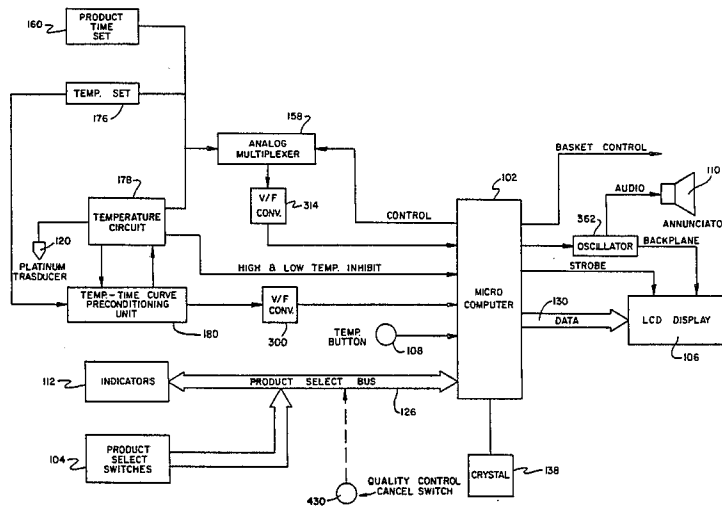 160
PRODUCT
TIME
SET
TEMP. SET
176
158
ANALOG
MULTIPLEXER
BASKET CONTROL
178
102
110
AUDIO
V/F
CONV.
314
362
ANNUNCIATO
TEMPERATURE
CIRCUIT
CONTROL
OSCILLATOR
BACKPLANE
120
PLATINUM
TRASDUCER
HIGH & LOW TEMP. INHIBIT
STROBE
MICRO
COMPUTER
TEMP.-TIME CURVE
PRECONDITIONING
UNIT
180
V/F
CONV.
300
130
DATA
LCD DISPLAY
106
TEMP.
BUTTON
108
112
INDICATORS
PRODUCT SELECT BUS
126
104
PRODUCT
SELECT
SWITCHES
CRYSTAL
138
430
QUALITY CONTROL
CANCEL SWITCH